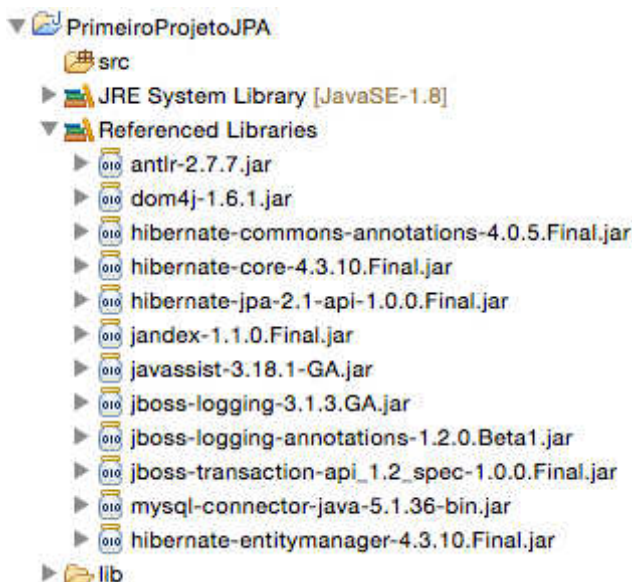 PrimeiroProjetoJPA
src
JRE System Library [JavaSE-1.8]
Referenced Libraries
antlr-2.7.7.jar
dom4j-1.6.1.jar
hibernate-commons-annotations-4.0.5.Final.jar
hibernate-core-4.3.10.Final.jar
hibernate-jpa-2.1-api-1.0.0.Final.jar
jandex-1.1.0.Final.jar
javassist-3.18.1-GA.jar
jboss-logging-3.1.3.GA.jar
jboss-logging-annotations-1.2.0.Beta1.jar
jboss-transaction-api_1.2_spec-1.0.0.Final.jar
mysql-connector-java-5.1.36-bin.jar
hibernate-entitymanager-4.3.10.Final.jar
lib